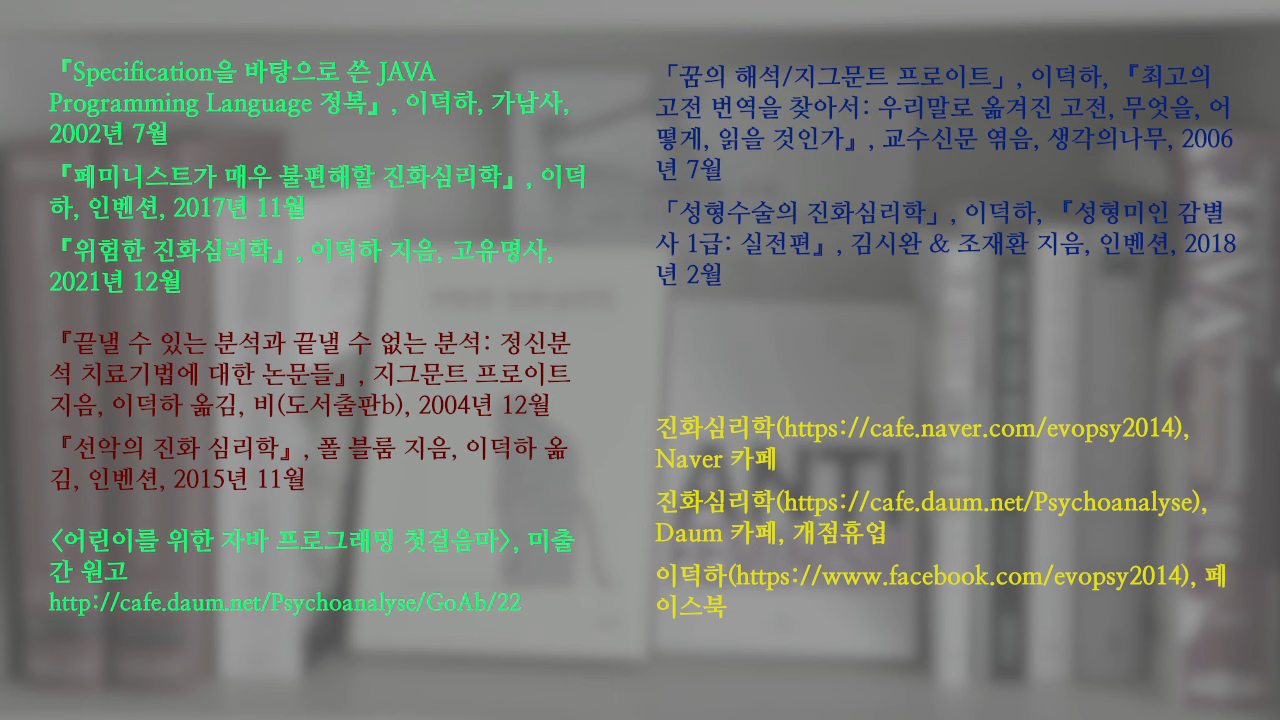 『Specification을 바탕으로 쓴 JAVA
Programming Language 정복』, 이덕하, 가남사,
2002년 7월
『페미니스트가 매우 불편해할 진화심리학』, 이덕
하, 인벤션, 2017년 11월
『위험한 진화심리학』, 이덕하 지음, 고유명사,
2021년 12월
『끝낼 수 있는 분석과 끝낼 수 없는 분석: 정신분
석 치료기법에 대한 논문들』, 지그문트 프로이트
지음, 이덕하 옮김, 비(도서출판b), 2004년 12월
『선악의 진화 심리학』, 폴 블룸 지음, 이덕하 옮
김, 인벤션, 2015년 11월
<어린이를 위한 자바 프로그래밍 첫걸음마>, 미출
간 원고
http://cafe.daum.net/Psychoanalyse/GoAb/22
「꿈의 해석/지그문트 프로이트」, 이덕하, 『최고의
고전 번역을 찾아서: 우리말로 옮겨진 고전, 무엇을, 어
떻게, 읽을 것인가』, 교수신문 엮음, 생각의나무, 2006
년 7월
「성형수술의 진화심리학」, 이덕하, 『성형미인 감별
사 1급: 실전편』, 김시완 & 조재환 지음, 인벤션, 2018
년 2월
진화심리학(https://cafe.naver.com/evopsy2014),
Naver 카페
진화심리학(https://cafe.daum.net/Psychoanalyse),
Daum 카페, 개점휴업
이덕하(https://www.facebook.com/evopsy2014), 페
이스북